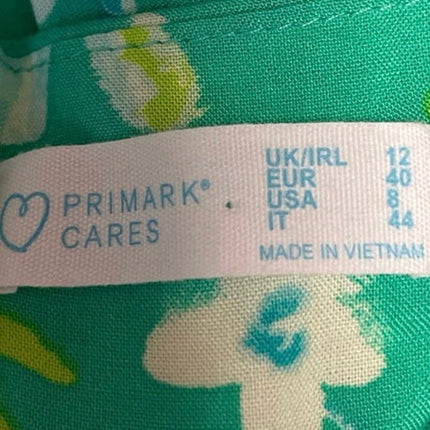 PRIMARK®
CARES
UK/IRL 12
EUR 40
USA 8
IT 44
MADE IN VIETNAM